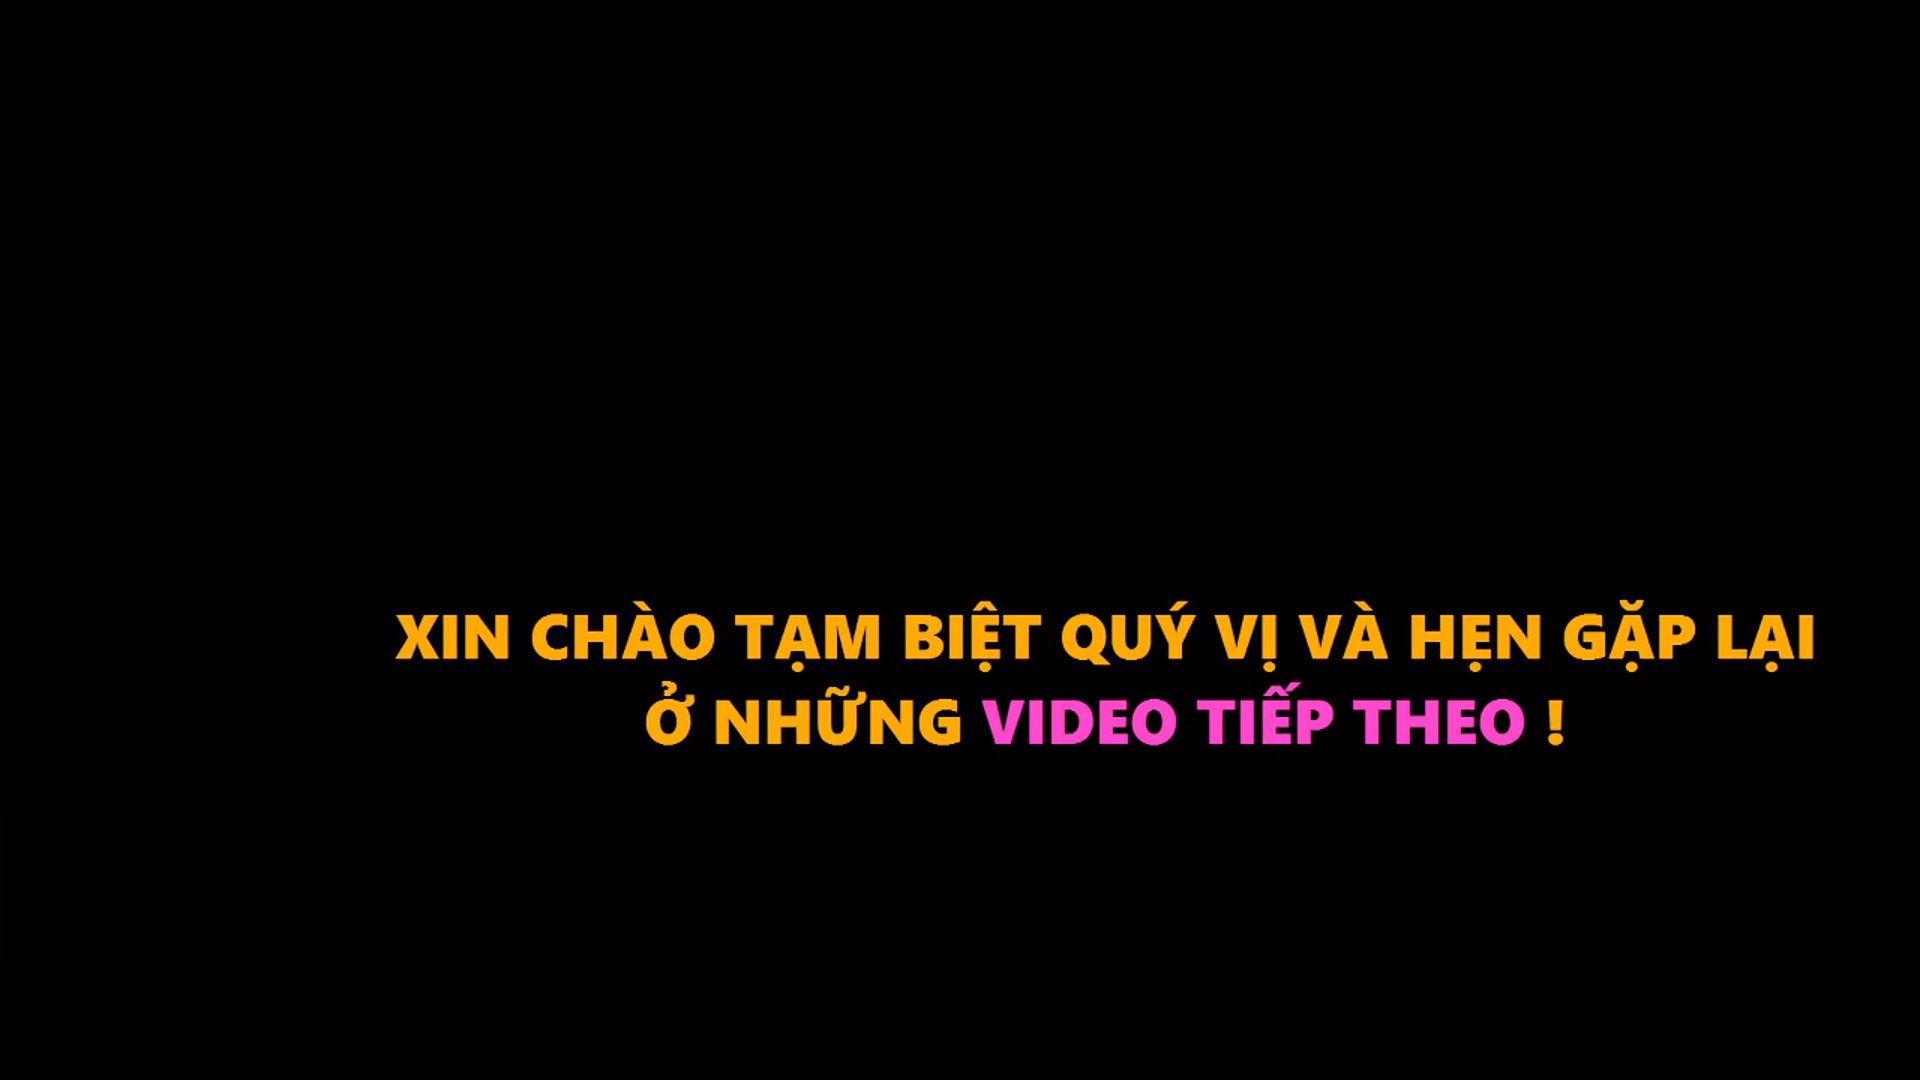 XIN CHÀO TẠM BIỆT QUÝ VỊ VÀ HẸN GẶP LẠI
Ở NHỮNG VIDEO TIẾP THEO !